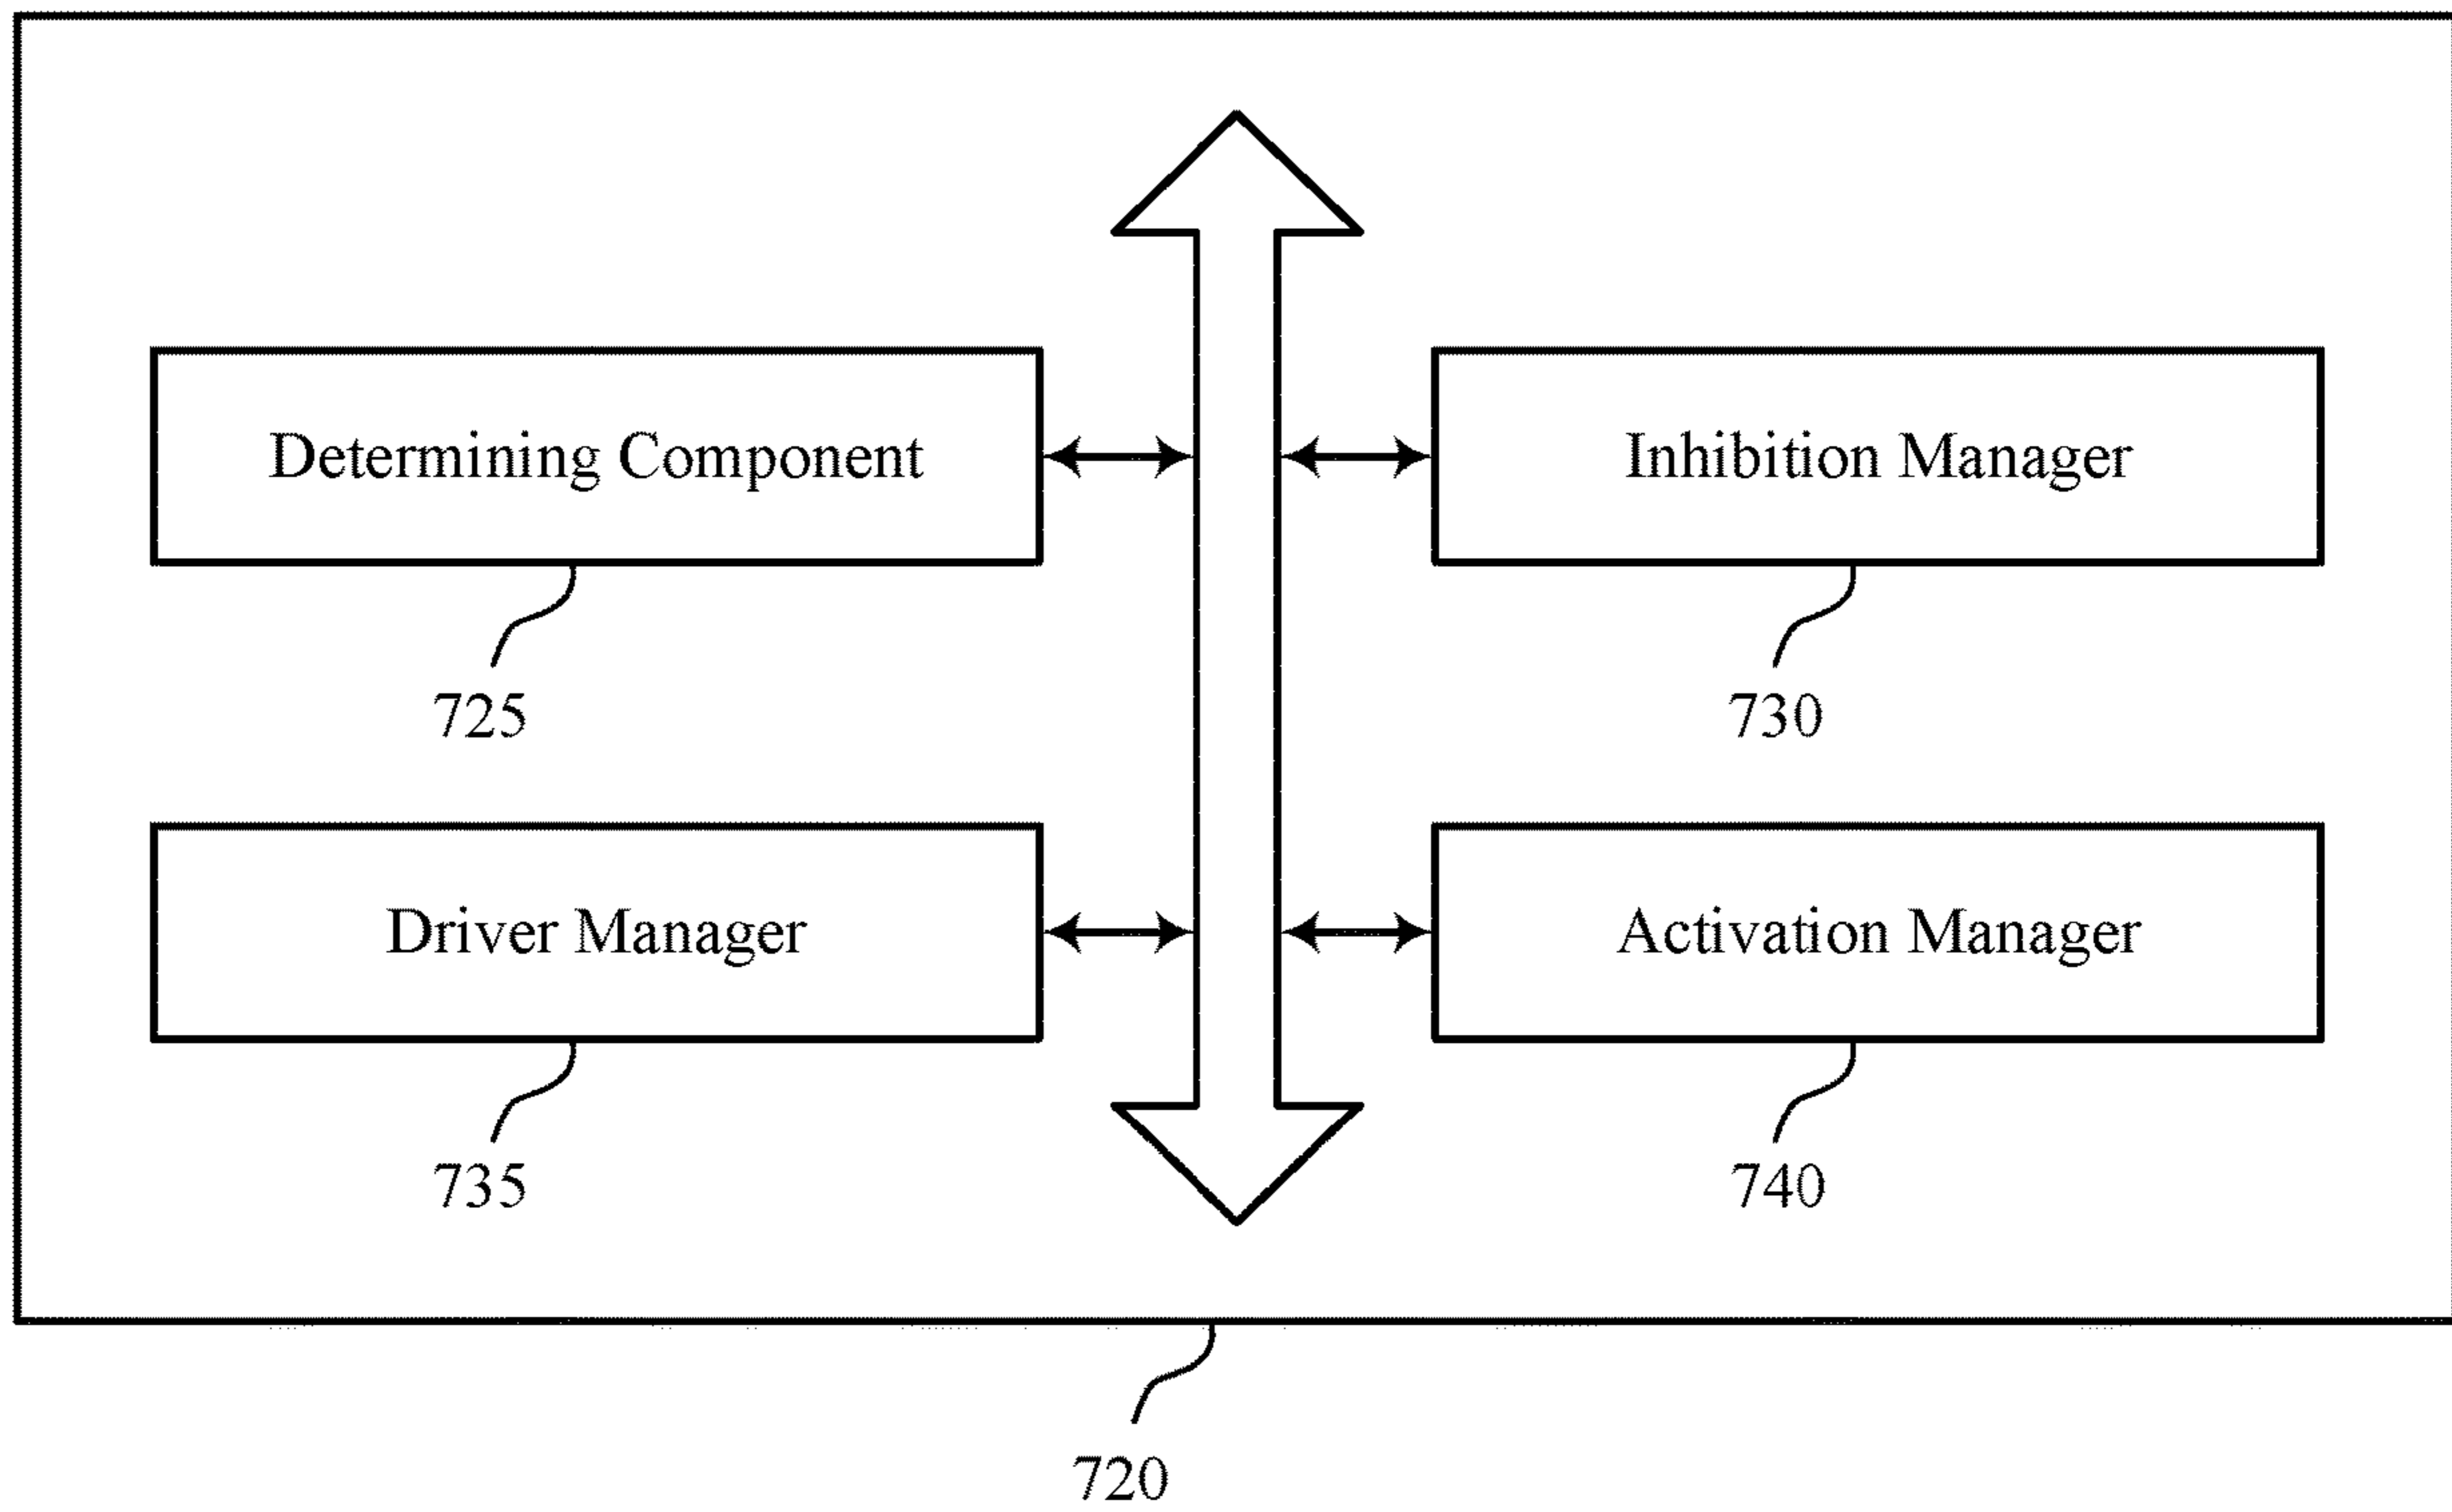 Determining Component
Inhibition Manager
725
730
Driver Manager
Activation Manager
735
740
720